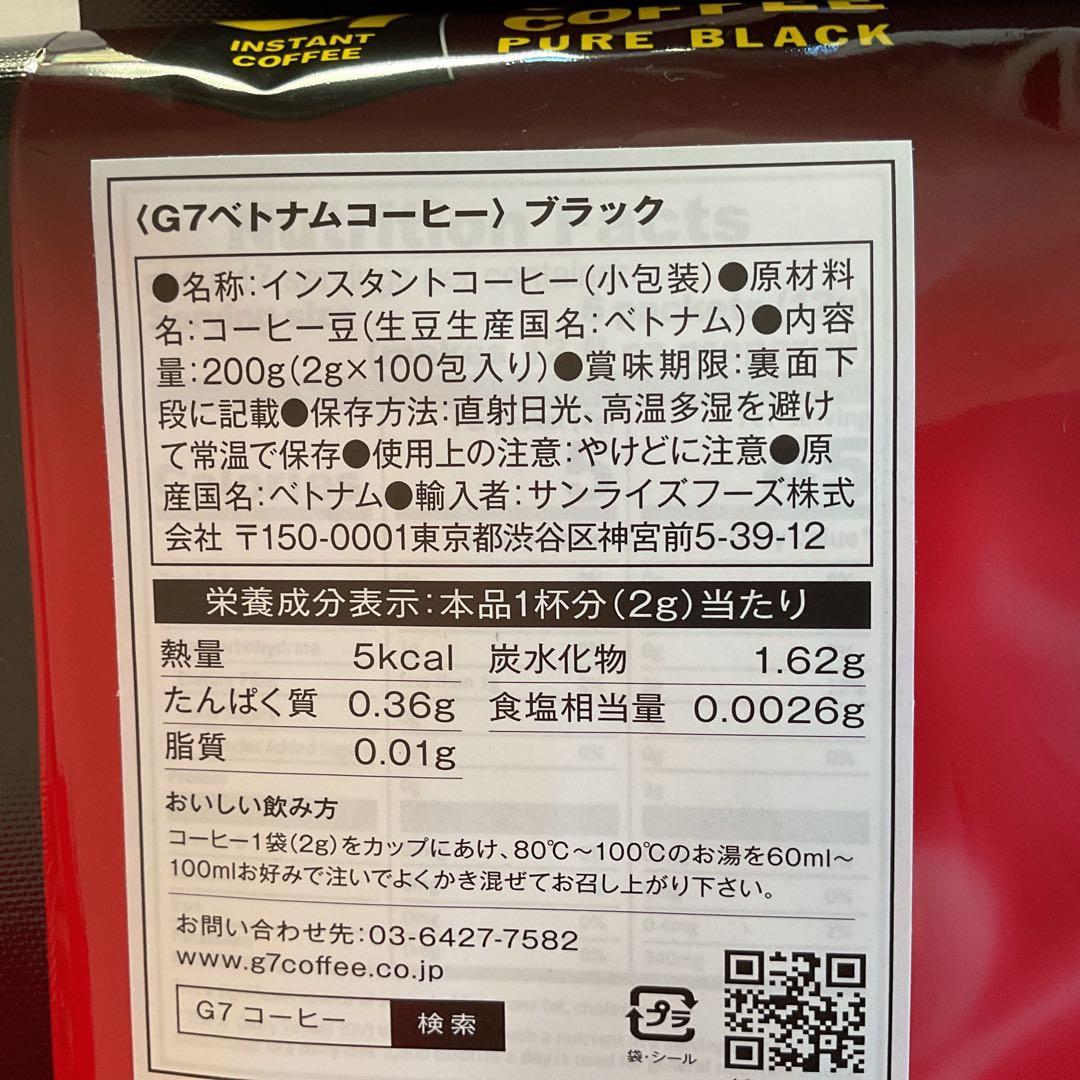 INSTANT
COFFEE
COFFEE
PURE BLACK
〈G7ベトナムコーヒー〉ブラック
●名称：インスタントコーヒー（小包装）●原材料
名：コーヒー豆（生豆生産国名：ベトナム）●内容
量：200g（2g×100包入り）●賞味期限：裏面下
段に記載●保存方法：直射日光、高温多湿を避け
て常温で保存●使用上の注意：やけどに注意●原
産国名：ベトナム●輸入者：サンライズフーズ株式
会社 〒150-0001東京都渋谷区神宮前5-39-12
栄養成分表示：本品1杯分（2g）当たり
熱量 5kcal 炭水化物 1.62g
たんぱく質 0.36g 食塩相当量 0.0026g
脂質 0.01g
おいしい飲み方
コーヒー1袋（2g）をカップにあけ、80℃～100℃のお湯を60ml～
100mlお好みで注いでよくかき混ぜてお召し上がり下さい。
お問い合わせ先：03-6427-7582
www.g7coffee.co.jp
G7 コーヒー 検索
プラ
袋・シール